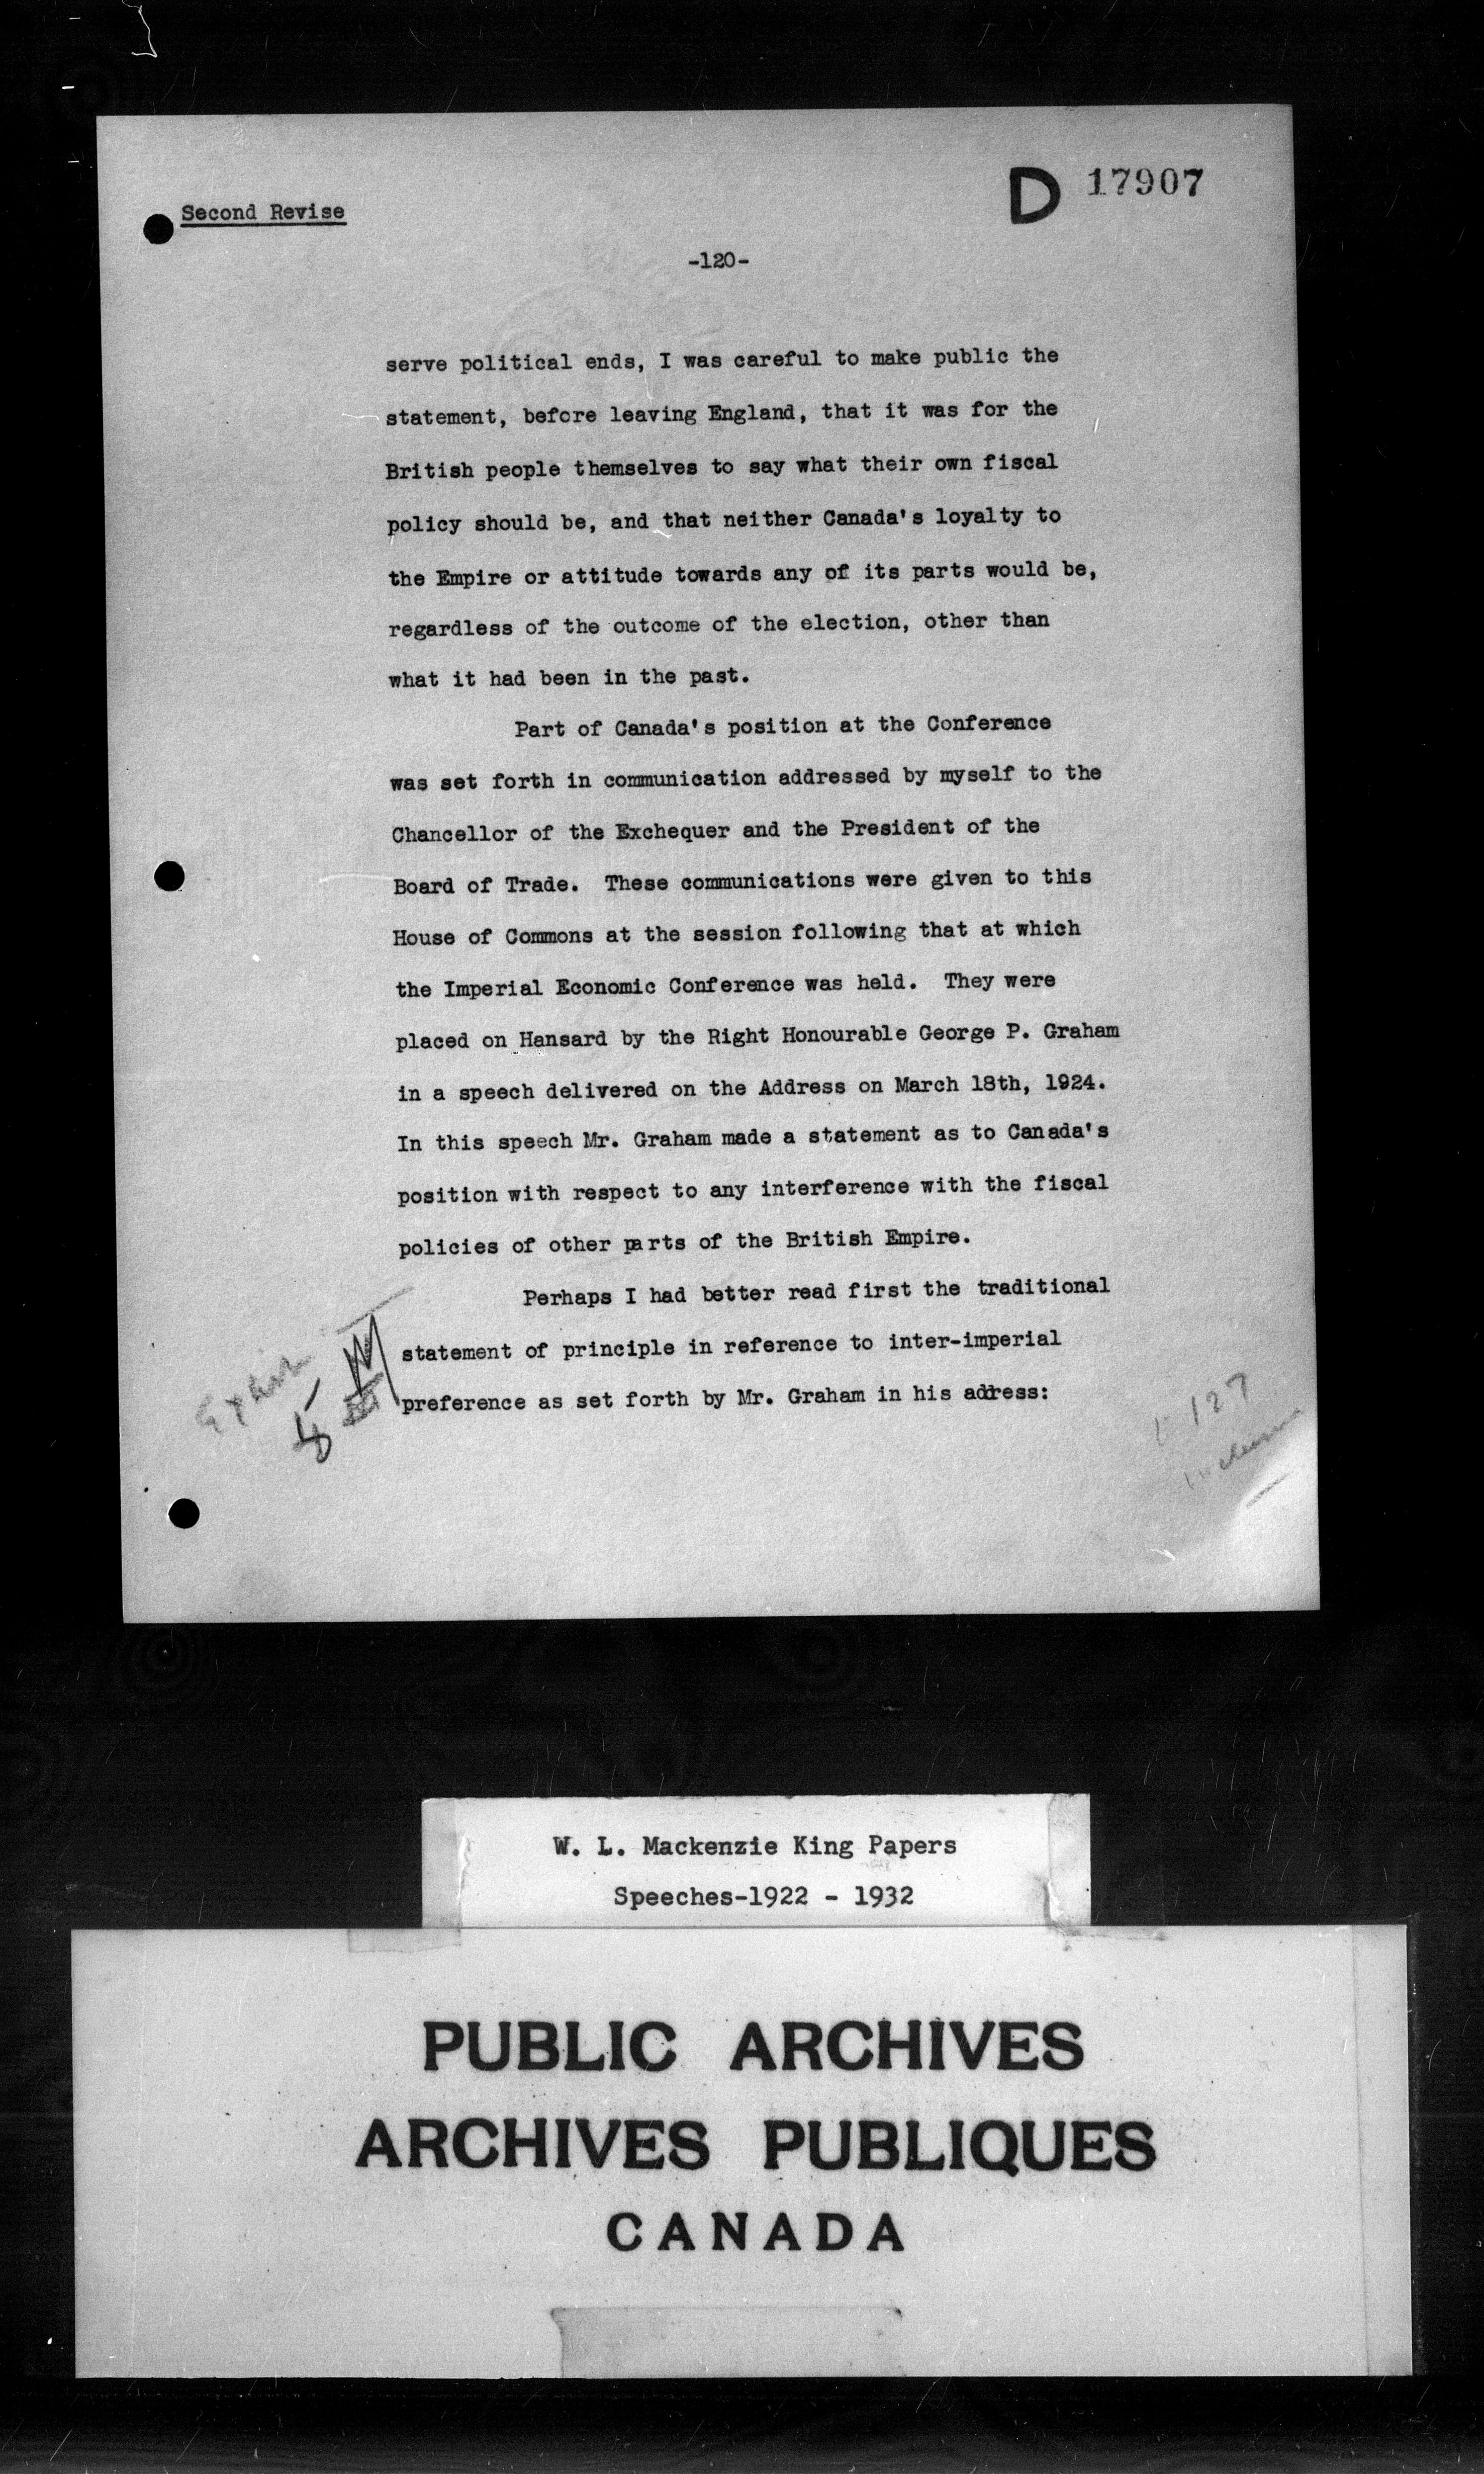 Second Revise
D 17907
-120-
serve political ends, I was careful to make public the
statement, before leaving England, that it was for the
British people themselves to say what their own fiscal
policy should be, and that neither Canada's loyalty to
the Empire or attitude towards any of its parts would be,
regardless of the outcome of the election, other than
what it had been in the past.
Part of Canada's position at the Conference
was set forth in communication addressed by myself to the
Chancellor of the Exchequer and the President of the
Board of Trade. These communications were given to this
House of Commons at the session following that at which
the Imperial Economic Conference was held. They were
placed on Hansard by the Right Honourable George P. Graham
in a speech delivered on the Address on March 18th, 1924.
In this speech Mr. Graham made a statement as to Canada's
position with respect to any interference with the fiscal
policies of other parts of the British Empire.
Perhaps I had better read first the traditional
statement of principle in reference to inter-imperial
preference as set forth by Mr. Graham in his address:
127
W. L. Mackenzie King Papers
Speeches-1922 - 1932
PUBLIC ARCHIVES
ARCHIVES PUBLIQUES
CANADA